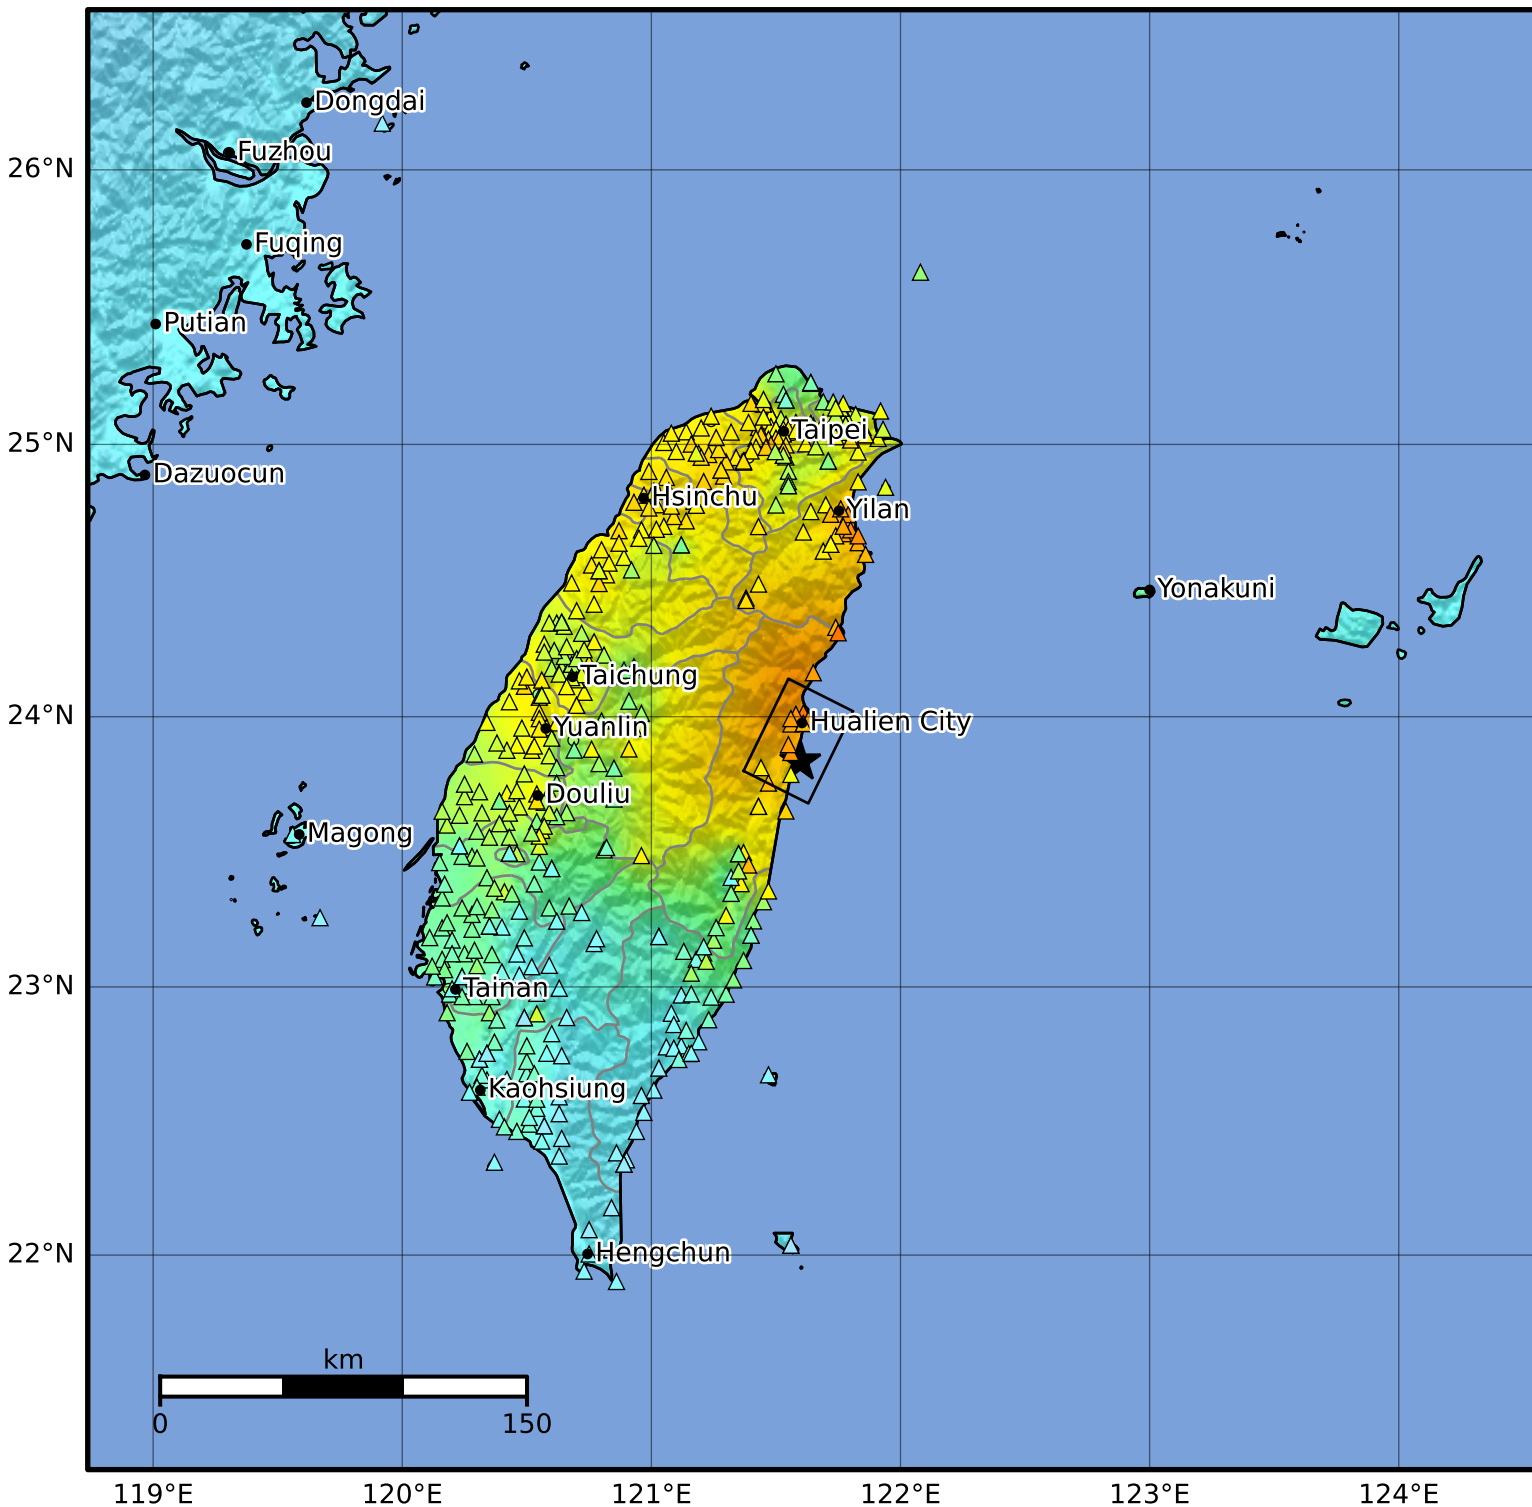 Dongdai
Fuzhou
26°N
Fuqing
Putian
Taipei
25°N
Dazuocun
Hsinchu
Yilan
Yonakuni
Taichung
24°N
Hualien City
Yuanlin
Douliu
Magong
23°N
Tainan
Kaohsiung
22°N
Hengchun
km
0
150
119°E
120°E
121°E
122°E
123°E
124°E